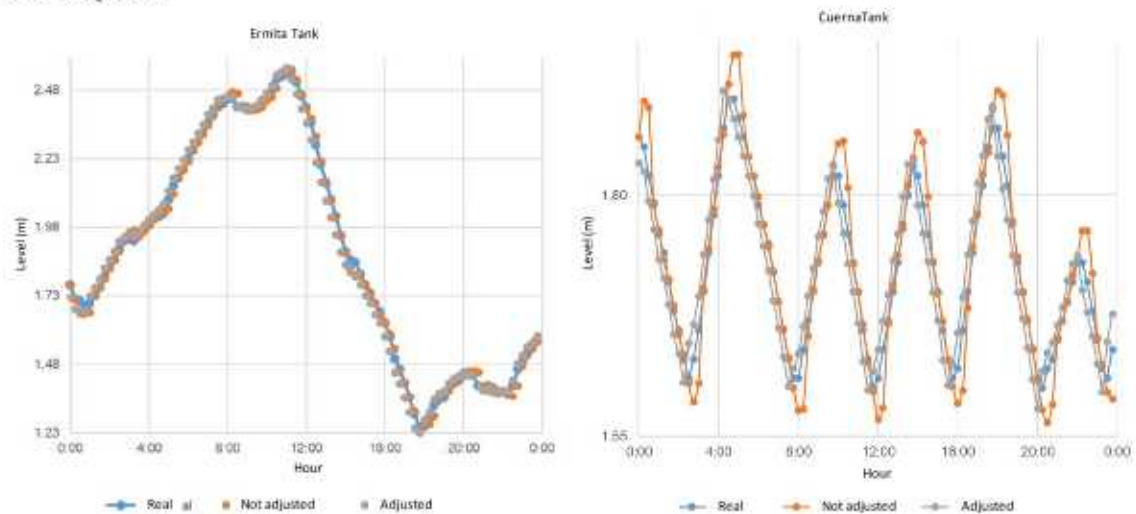 Ermita Tank
Level (m)
2.48
2.23
1.98
1.73
1.48
1.23
0:00 4:00 8:00 12:00 18:00 20:00 0:00
Hour
Real al Not adjusted Adjusted
CuernaTank
Level (m)
1.80
1.55
0:00 4:00 8:00 12:00 18:00 20:00 0:00
Hour
Real Not adjusted Adjusted